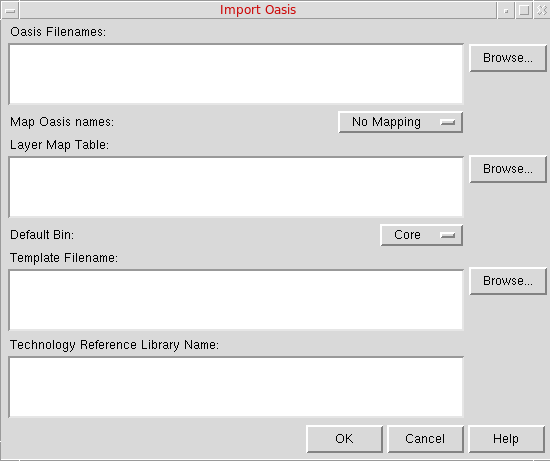 Import Oasis
Oasis Filenames:
Browse...
Map Oasis names:
No Mapping
Layer Map Table:
Browse...
Default Bin:
Core
Template Filename:
Browse...
Technology Reference Library Name:
OK
Cancel
Help